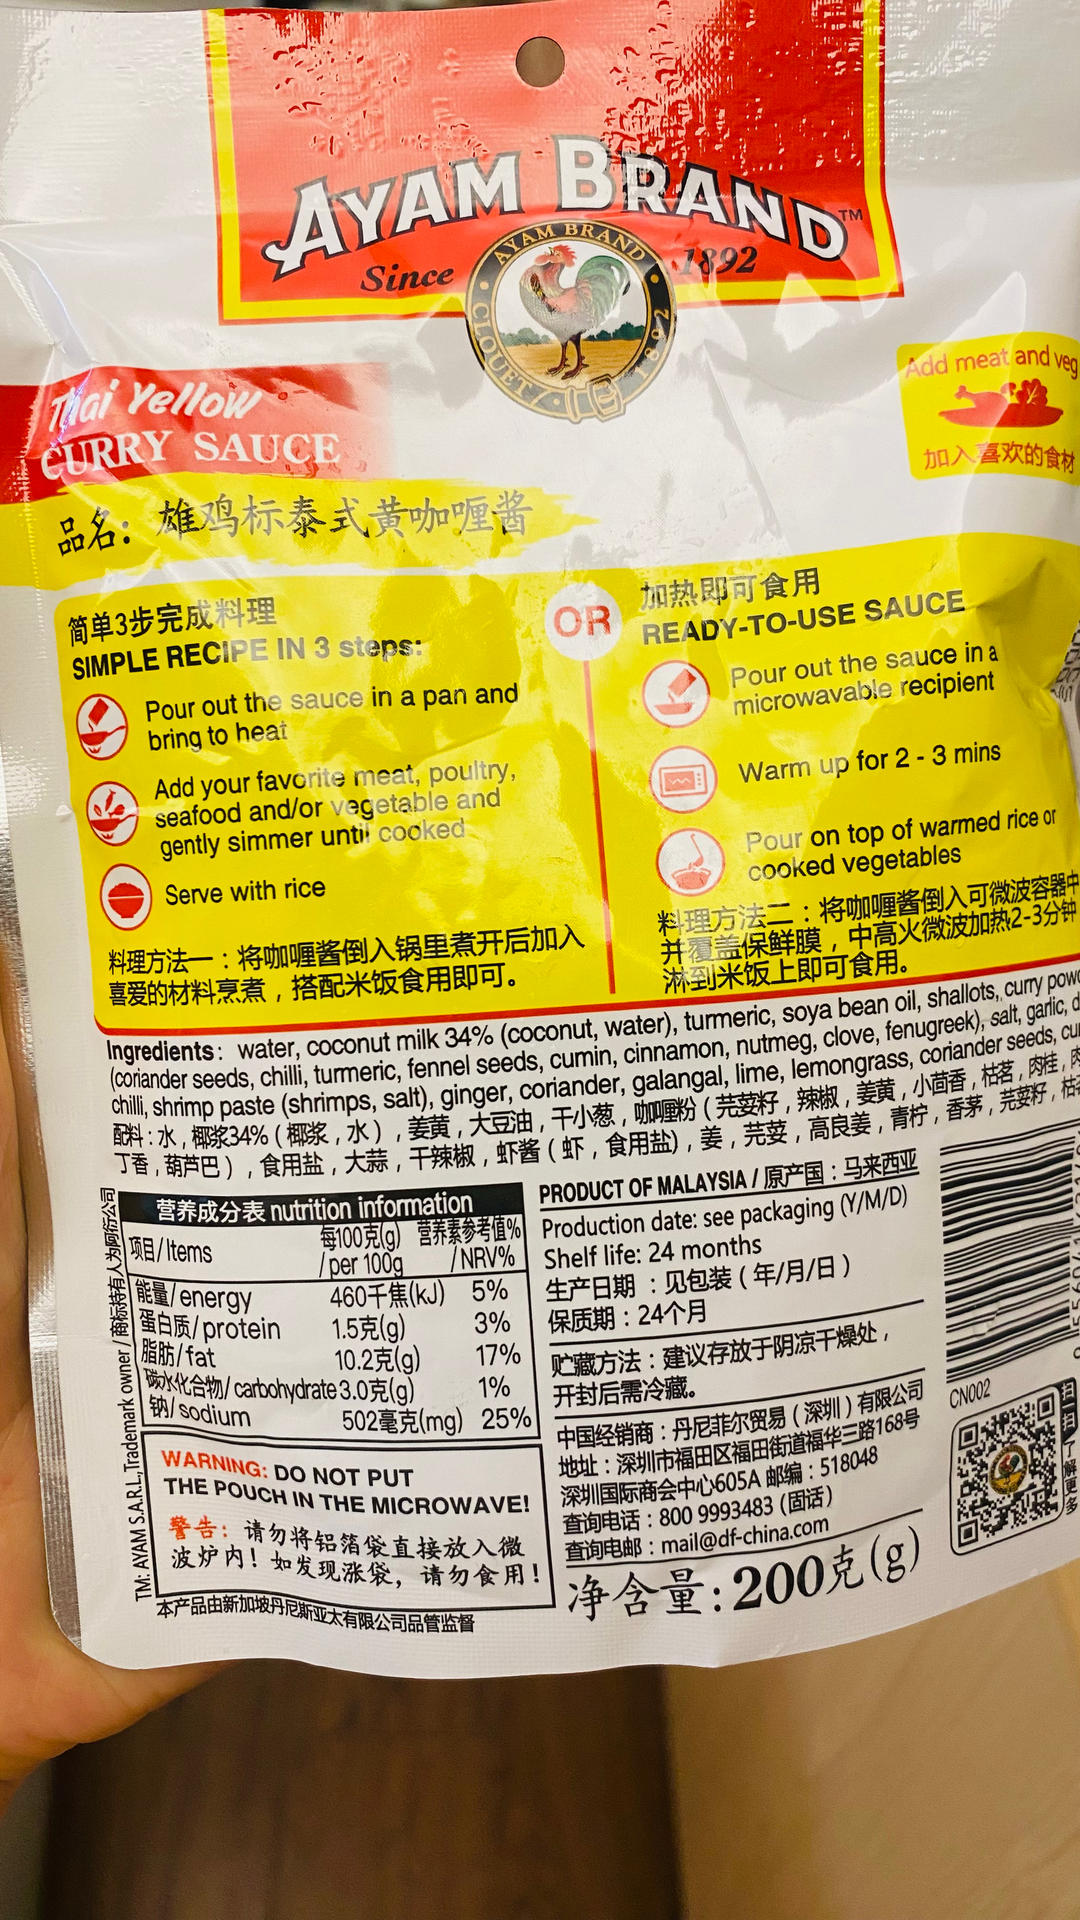 AYAM BRAND™
Since 1892
AYAM BRAND
CLOUET
1892
Thai Yellow
CURRY SAUCE
品名：雄鸡标泰式黄咖喱酱
Add meat and veg
加入喜欢的食材
简单3步完成料理
SIMPLE RECIPE IN 3 steps:
Pour out the sauce in a pan and
bring to heat
Add your favorite meat, poultry,
seafood and/or vegetable and
gently simmer until cooked
Serve with rice
料理方法一：将咖喱酱倒入锅里煮开后加入
喜爱的材料烹煮，搭配米饭食用即可。
OR
加热即可食用
READY-TO-USE SAUCE
Pour out the sauce in a
microwavable recipient
Warm up for 2 - 3 mins
Pour on top of warmed rice or
cooked vegetables
料理方法二：将咖喱酱倒入可微波容器中
并覆盖保鲜膜，中高火微波加热2-3分钟
淋到米饭上即可食用。
Ingredients: water, coconut milk 34% (coconut, water), turmeric, soya bean oil, shallots, curry
(coriander seeds, chilli, turmeric, fennel seeds, cumin, cinnamon, nutmeg, clove, fenugreek), salt, garlic,
chilli, shrimp paste (shrimps, salt), ginger, coriander, galangal, lime, lemongrass, coriander seeds,
配料：水，椰浆34%（椰浆，水），姜黄，大豆油，干小葱，咖喱粉（芫荽籽，辣椒，姜黄，小茴香，枯茗，肉桂，肉
丁香，葫芦巴），食用盐，大蒜，干辣椒，虾酱（虾，食用盐），姜，芫荽，高良姜，青柠，香茅，芫荽籽，枯
营养成分表 nutrition information
项目/Items 每100克(g)/per 100g 营养素参考值%/NRV%
能量/energy 460千焦(kJ) 5%
蛋白质/protein 1.5克(g) 3%
脂肪/fat 10.2克(g) 17%
碳水化合物/carbohydrate 3.0克(g) 1%
钠/sodium 502毫克(mg) 25%
WARNING: DO NOT PUT
THE POUCH IN THE MICROWAVE!
警告：请勿将铝箔袋直接放入微
波炉内！如发现涨袋，请勿食用！
本产品由新加坡丹尼斯亚太有限公司品管监督
TM: AYAM S.A.R.L.,Trademark owner / 商标持有人为阿衍公司
PRODUCT OF MALAYSIA / 原产国：马来西亚
Production date: see packaging (Y/M/D)
Shelf life: 24 months
生产日期：见包装（年/月/日）
保质期：24个月
贮藏方法：建议存放于阴凉干燥处，
开封后需冷藏。
中国经销商：丹尼菲尔贸易（深圳）有限公司
地址：深圳市福田区福田街道福华三路168号
深圳国际商会中心605A 邮编：518048
查询电话：800 9993483 (固话)
查询电邮：mail@df-china.com
净含量：200克(g)
CN002
扫一扫了解更多